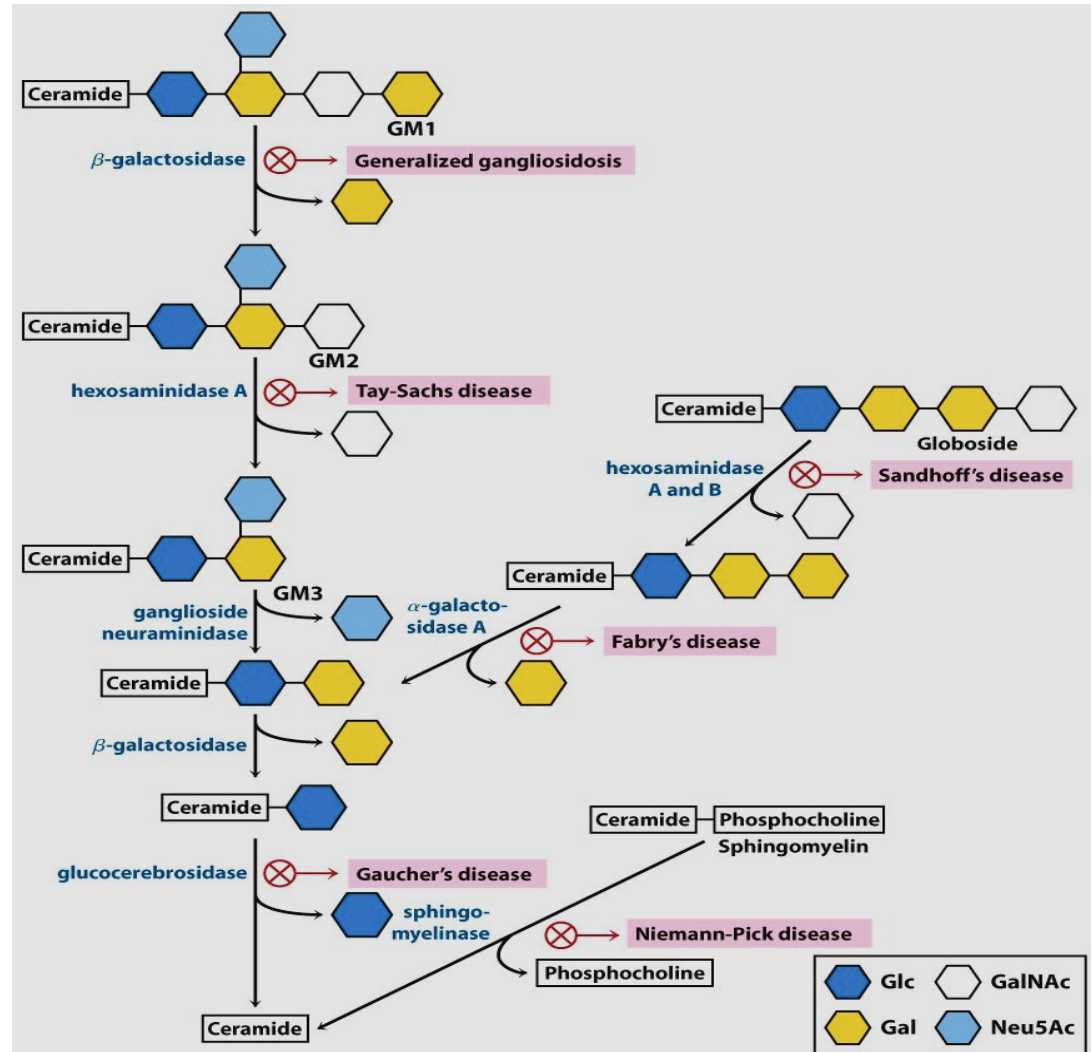 Ceramide
GM1
β-galactosidase
Generalized gangliosidosis
Ceramide
GM2
hexosaminidase A
Tay-Sachs disease
Ceramide
Globoside
hexosaminidase
A and B
Sandhoff's disease
Ceramide
GM3
Ceramide
ganglioside
neuraminidase
α-galacto-
sidase A
Fabry's disease
Ceramide
β-galactosidase
Ceramide
Ceramide
Phosphocholine
Sphingomyelin
glucocerebrosidase
Gaucher's disease
sphingo-
myelinase
Niemann-Pick disease
Phosphocholine
Ceramide
Glc
GalNAc
Gal
Neu5Ac